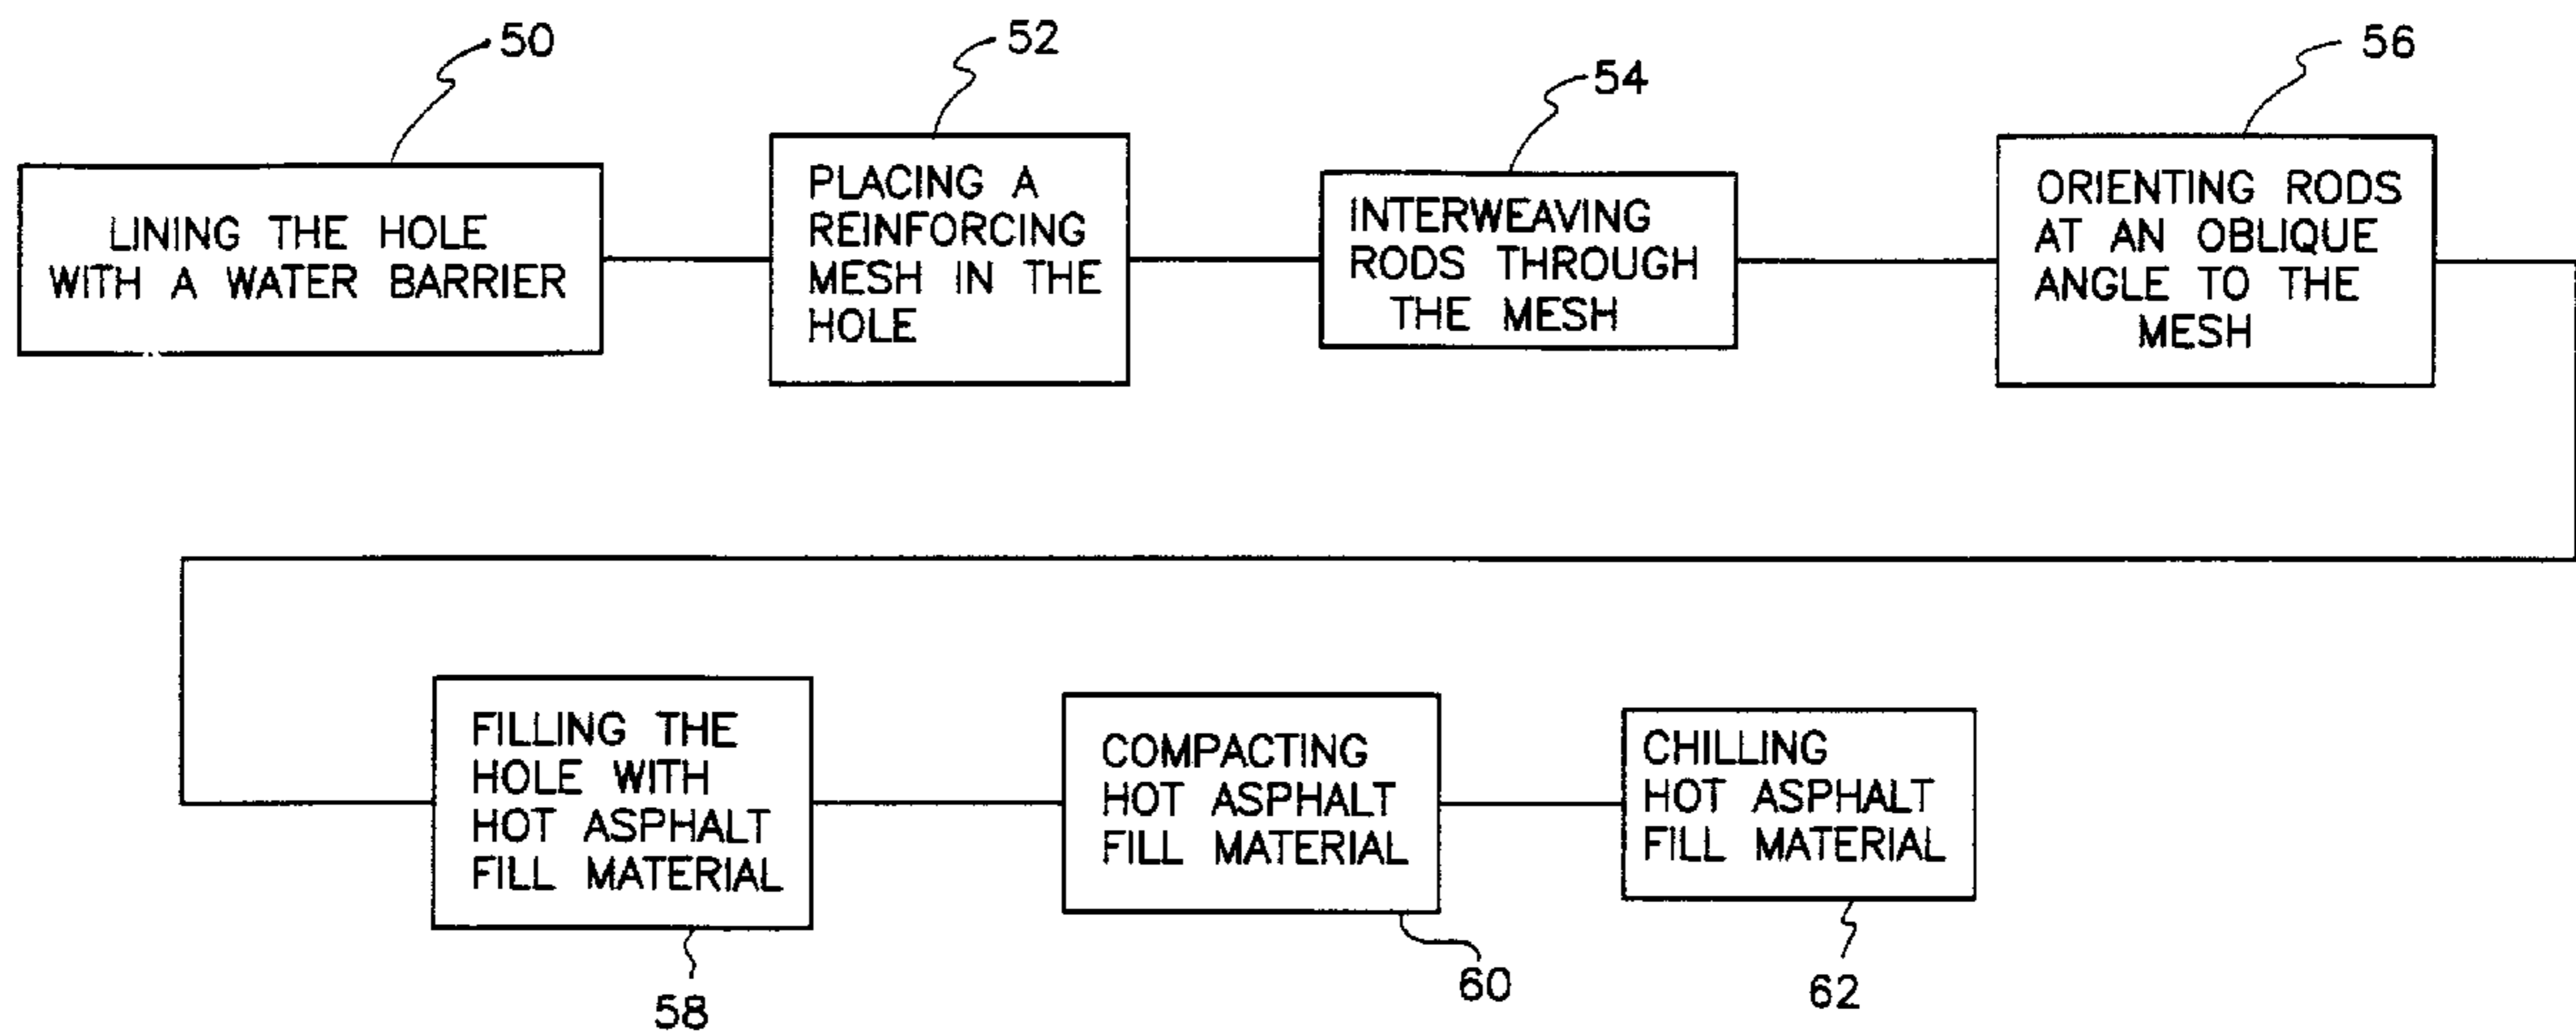 50
52
54
56
LINING THE HOLE
WITH A WATER BARRIER
PLACING A
REINFORCING
MESH IN THE
HOLE
INTERWEAVING
RODS THROUGH
THE MESH
ORIENTING RODS
AT AN OBLIQUE
ANGLE TO THE
MESH
FILLING THE
HOLE WITH
HOT ASPHALT
FILL MATERIAL
COMPACTING
HOT ASPHALT
FILL MATERIAL
CHILLING
HOT ASPHALT
FILL MATERIAL
58
60
62